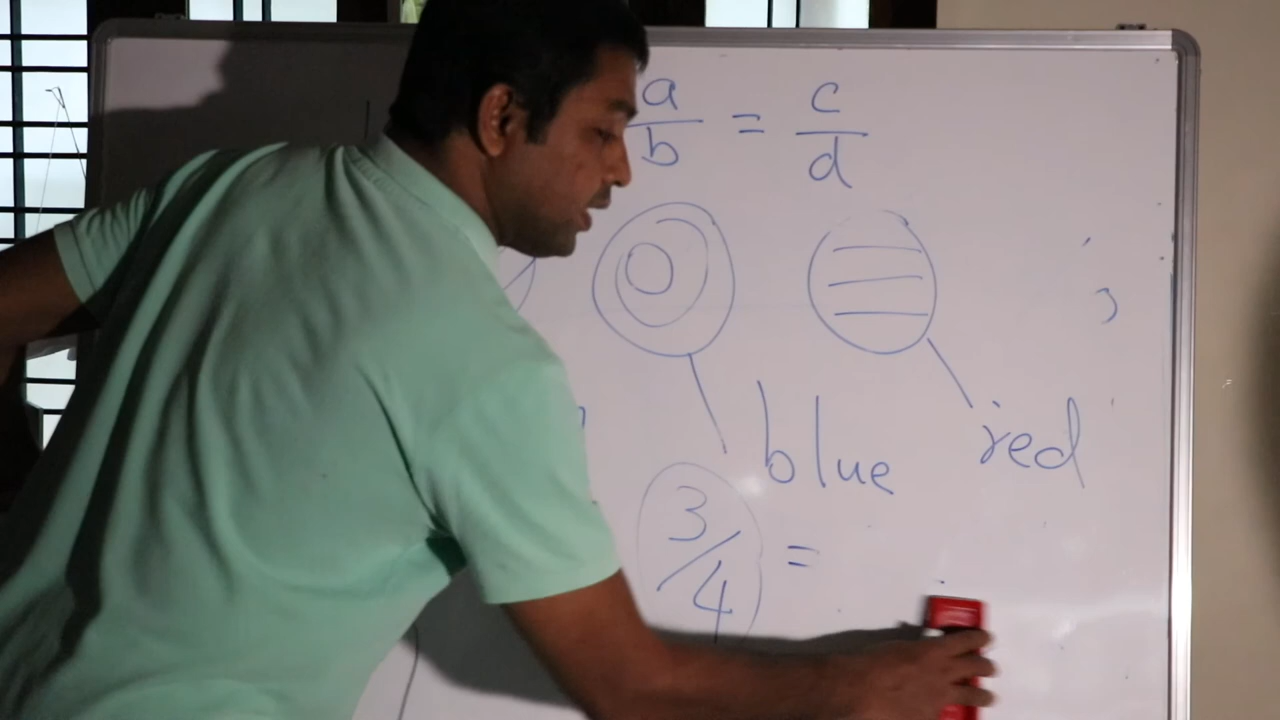 a/b = c/d
blue
red
3/4 =